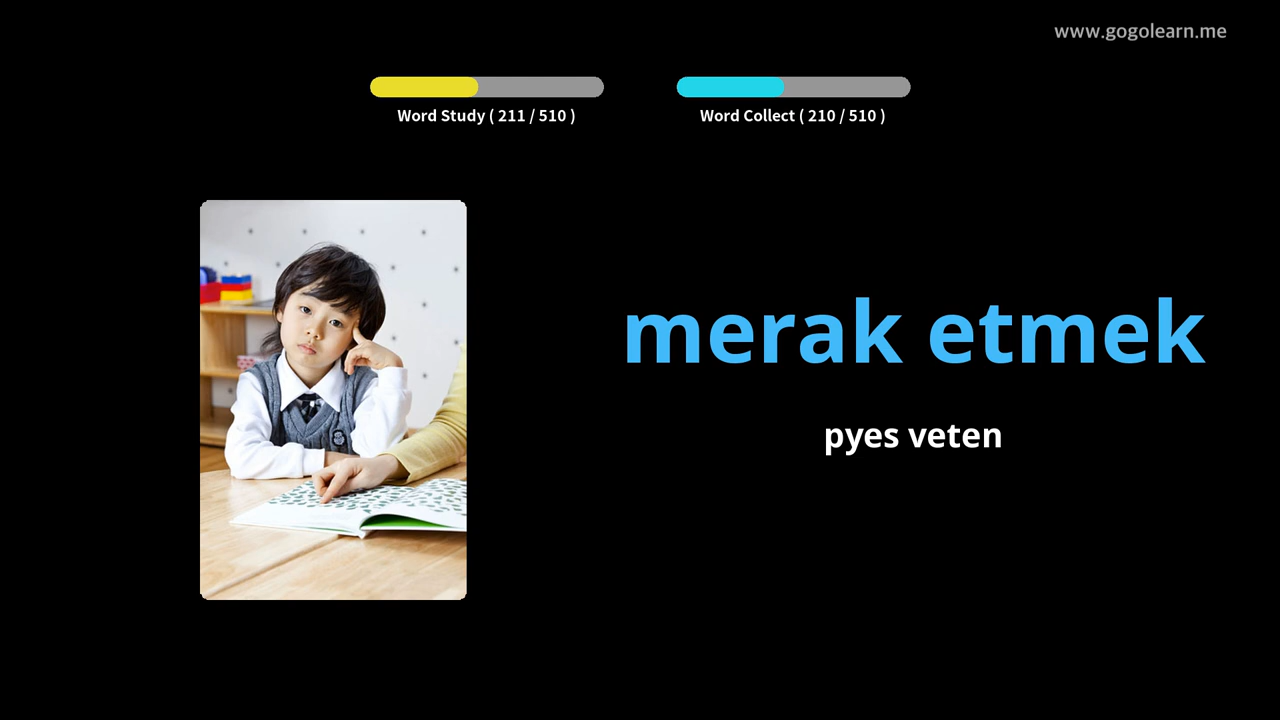 www.gogolearn.me
Word Study ( 211 / 510 )
Word Collect ( 210 / 510 )
merak etmek
pyes veten